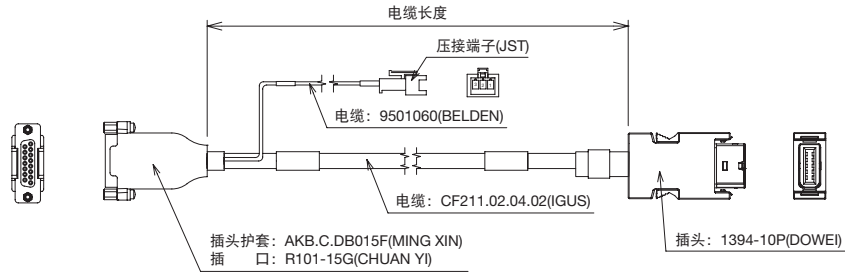 电缆长度
压接端子(JST)
电缆：9501060(BELDEN)
电缆：CF211.02.04.02(IGUS)
插头护套：AKB.C.DB015F(MING XIN)
插　　口：R101-15G(CHUAN YI)
插头：1394-10P(DOWEI)